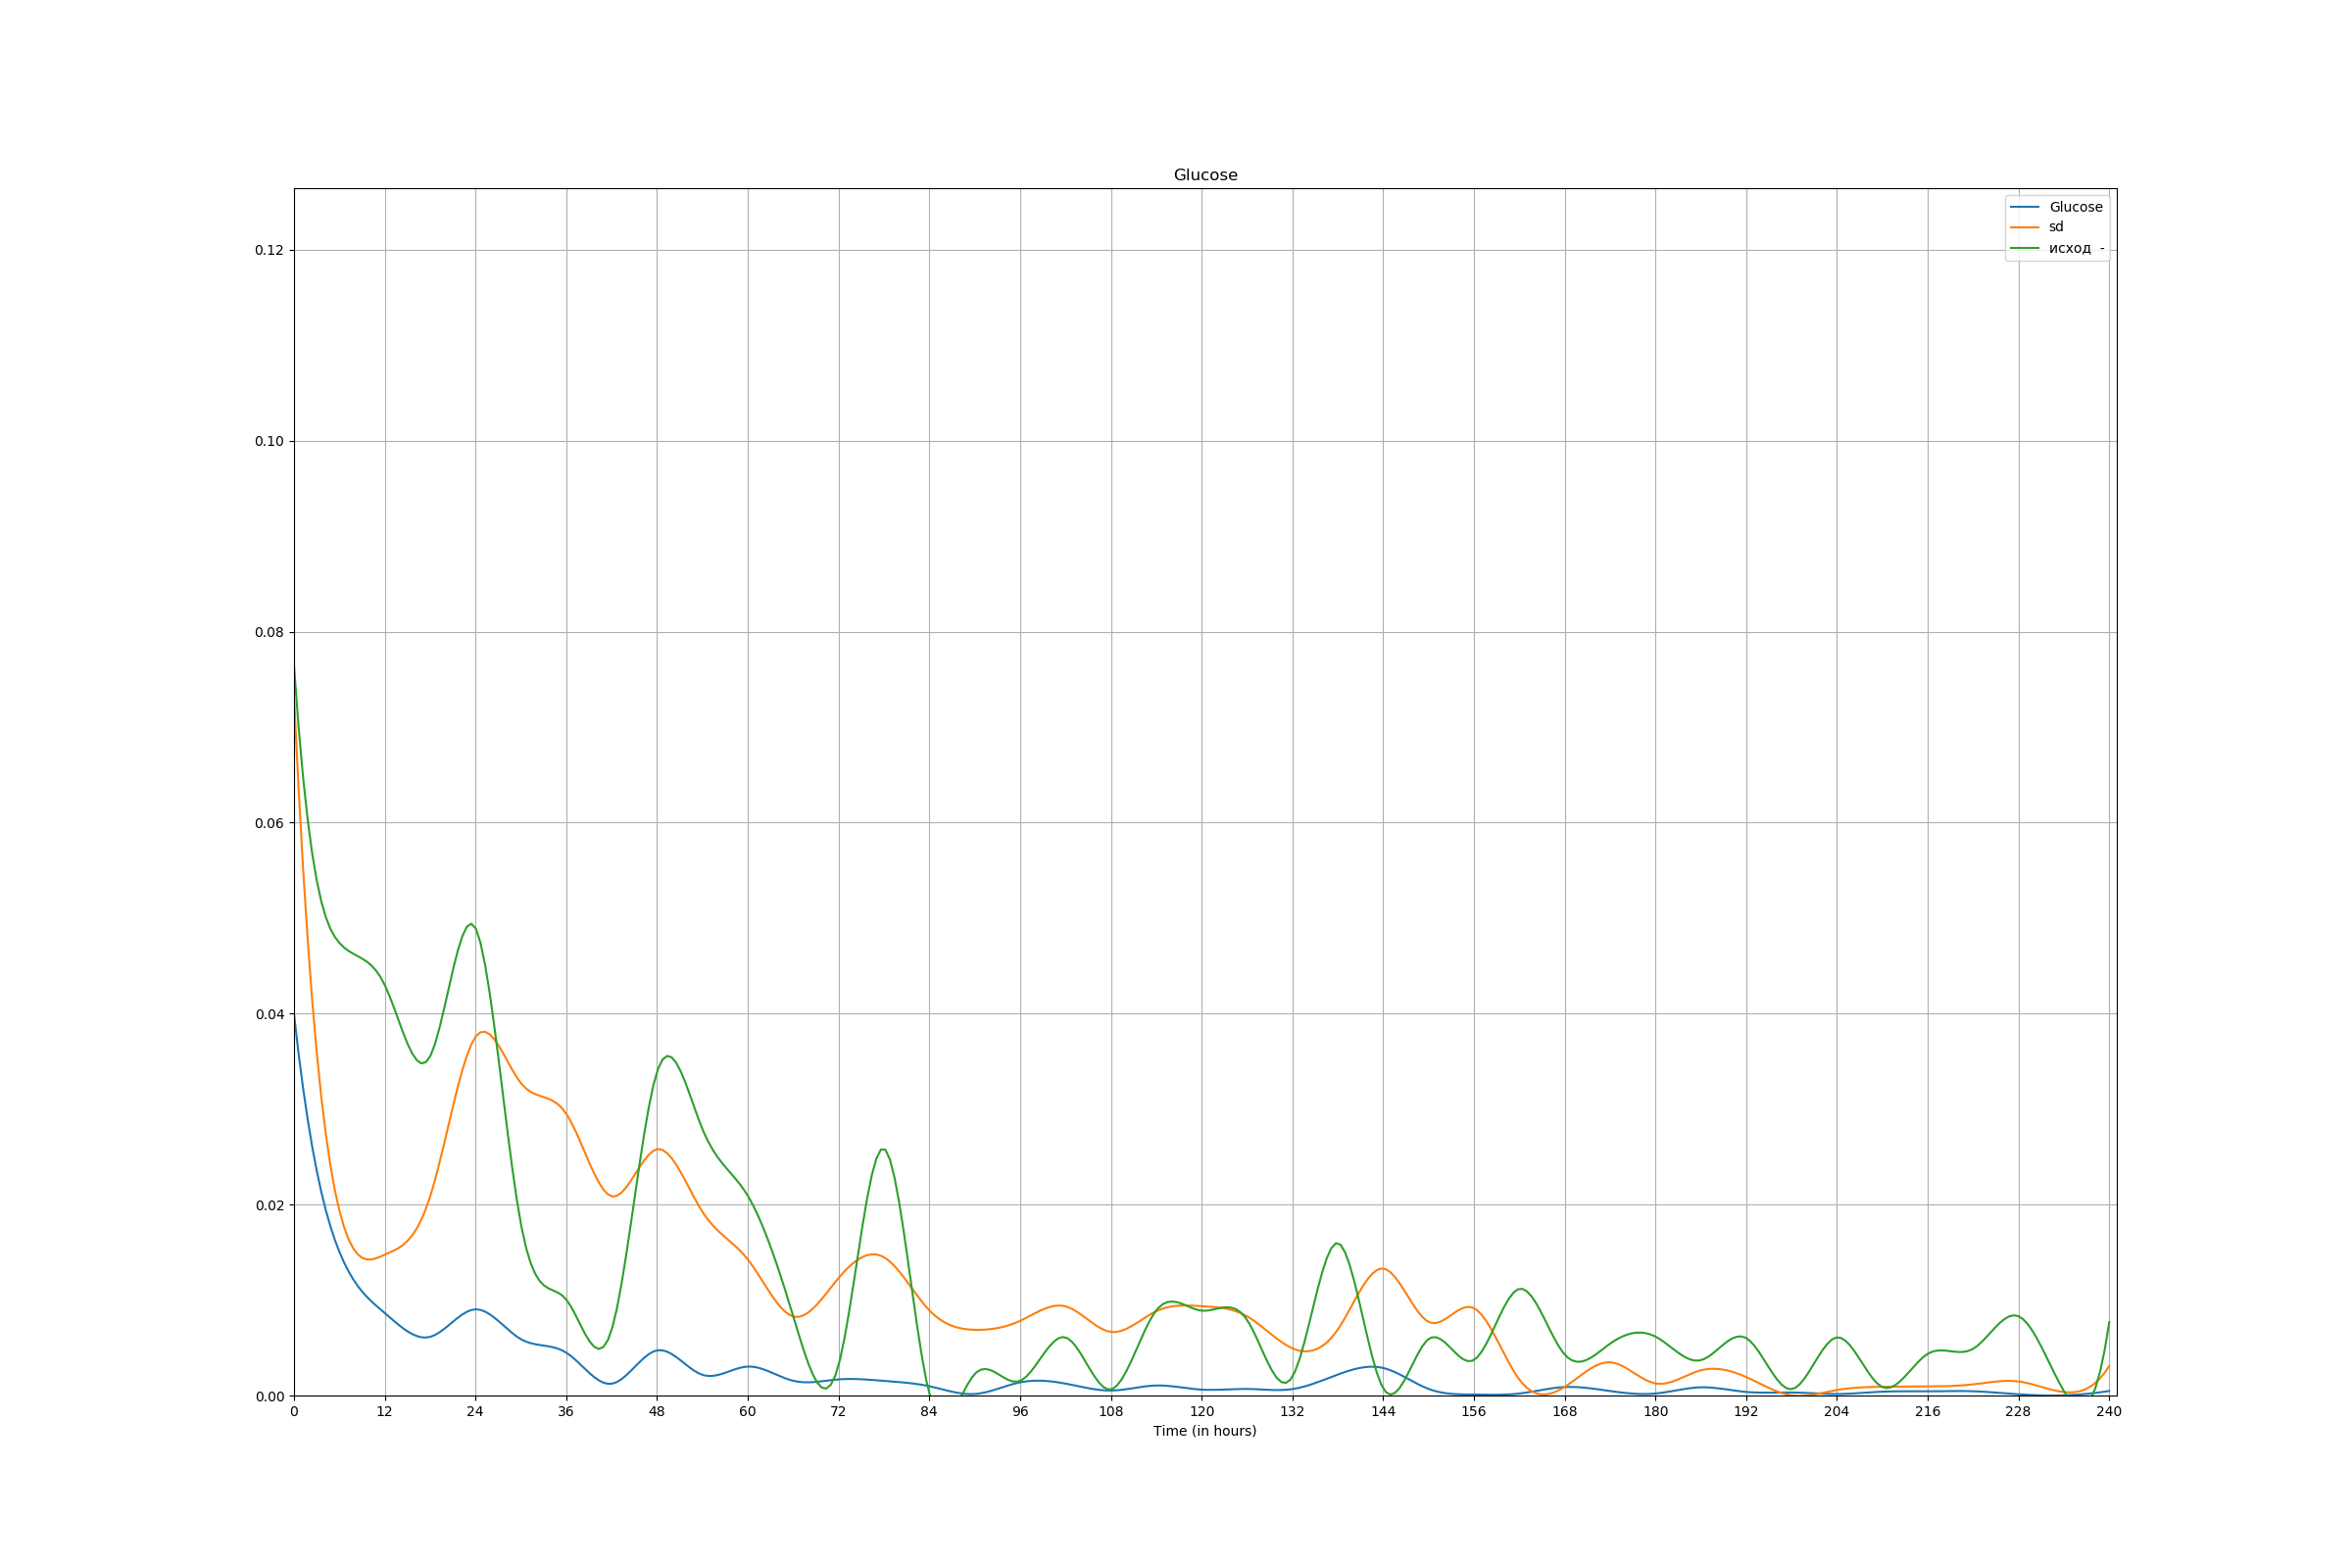 Glucose
Glucose
sd
исход -
0.12
0.10
0.08
0.06
0.04
0.02
0.00
0 12 24 36 48 60 72 84 96 108 120 132 144 156 168 180 192 204 216 228 240
Time (in hours)